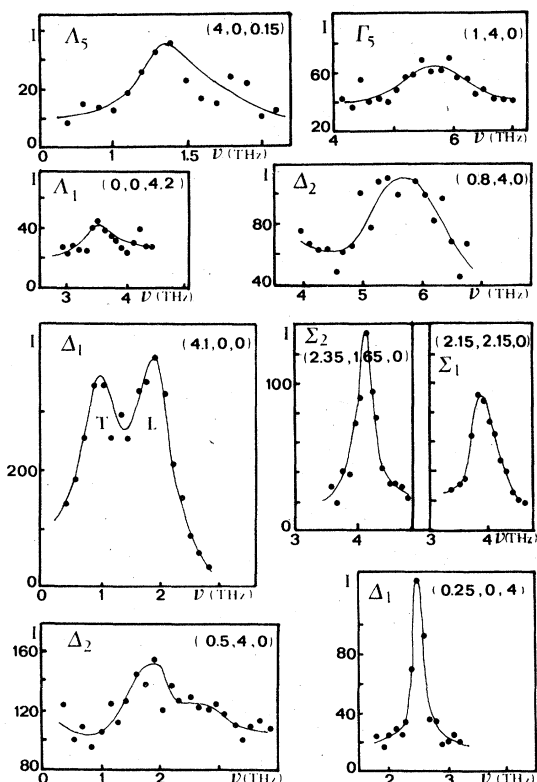 I Λ5 (4,0,0.15)
20
0
0 1 1.5 ν (THz)
I Γ5 (1,4,0)
60
20
4 6 ν (THz)
I Λ1 (0,0,4.2)
40
0
3 4 ν (THz)
I Δ2 (0.8,4.0)
80
40
4 5 6 ν (THz)
I Δ1 (4.1,0,0)
T L
200
0
0 1 2 ν (THz)
I Σ2
(2.35,1.65,0)
100
0
3 4
(2.15,2.15,0)
Σ1
3 4 ν(THz)
I Δ2 (0.5,4,0)
160
120
80
0 1 2 ν(THz)
I Δ1 (0.25,0,4)
80
40
0
2 3 ν(THz)